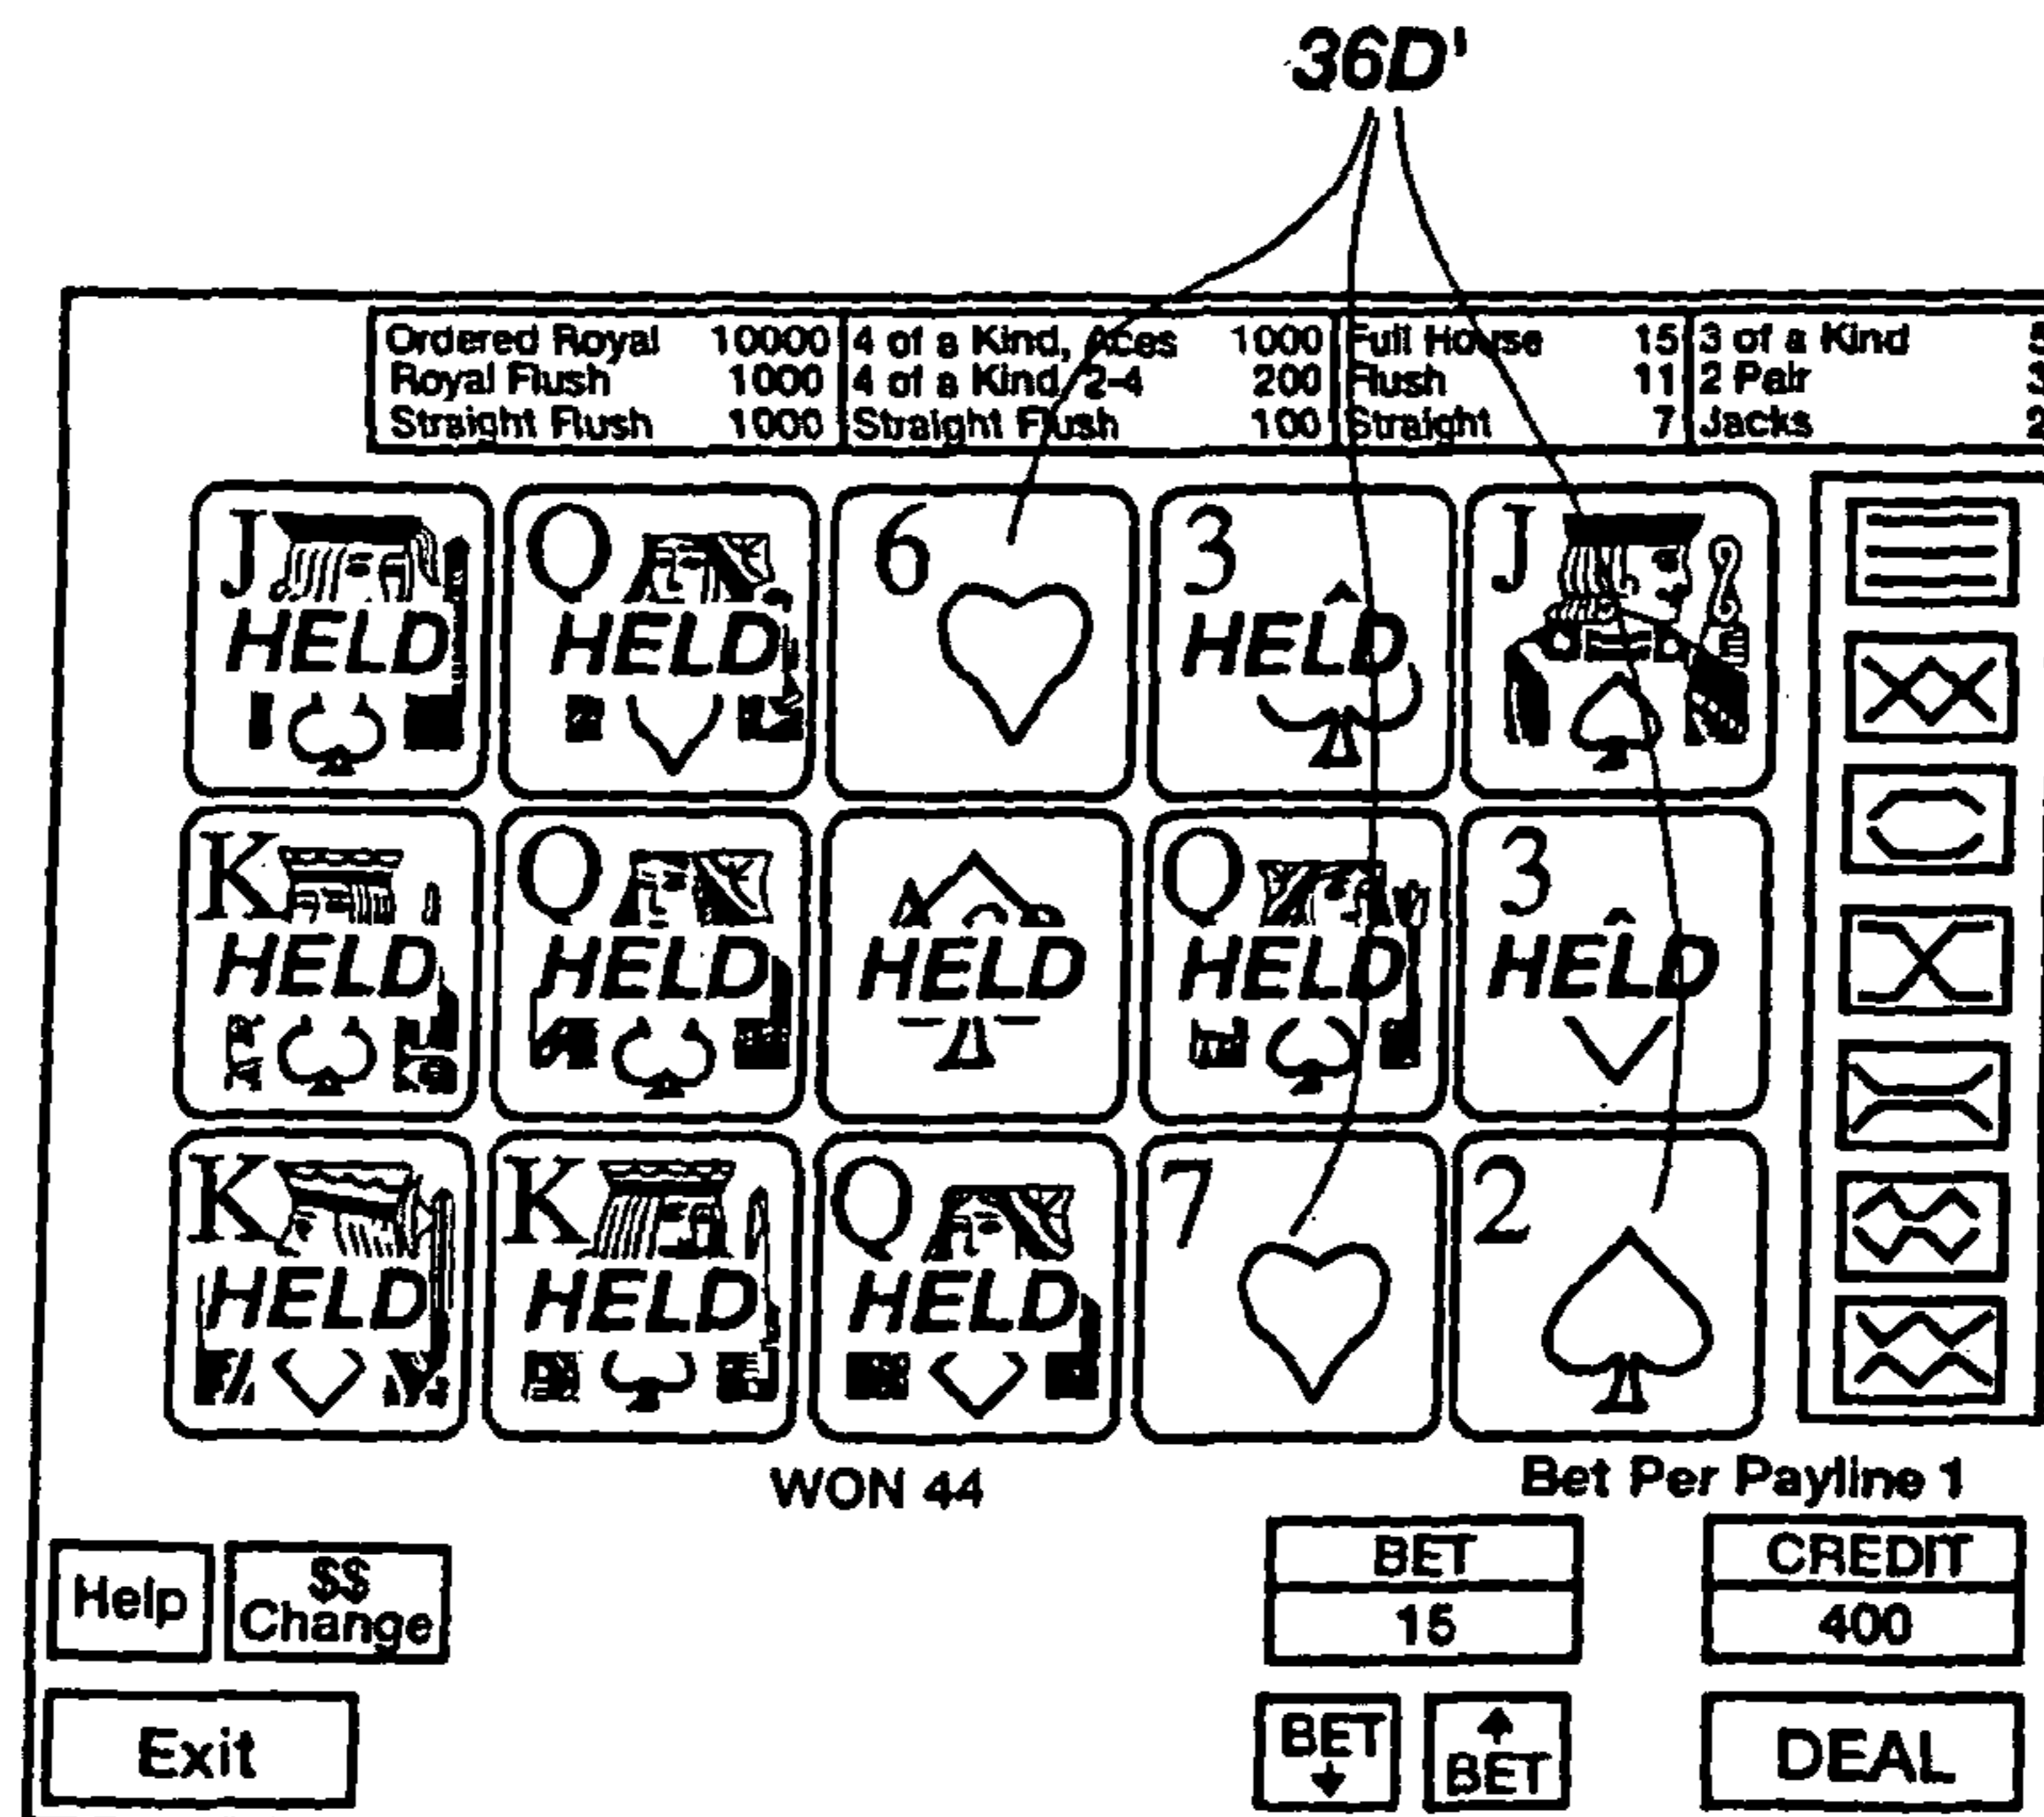 36D'
Ordered Royal 10000 4 of a Kind, Aces 1000 Full House 15 3 of a Kind 5
Royal Flush 1000 4 of a Kind, 2-4 200 Flush 11 2 Pair 3
Straight Flush 1000 Straight Flush 100 Straight 7 Jacks 2
J Q 6 3 J
HELD HELD HELD
K Q Q 3
HELD HELD HELD HELD HELD
K K Q 7 2
HELD HELD HELD
WON 44
Bet Per Payline 1
BET CREDIT
15 400
Help $$ Change
Exit
BET BET DEAL